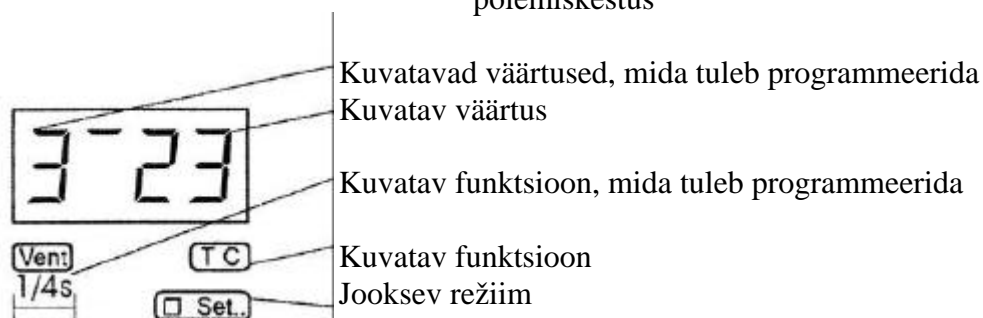 põlemiskestus
Kuvatavad väärtused, mida tuleb programmeerida
Kuvatav väärtus
3¯23
Kuvatav funktsioon, mida tuleb programmeerida
Vent
T C
Kuvatav funktsioon
1/4s
Set..
Jooksev režiim